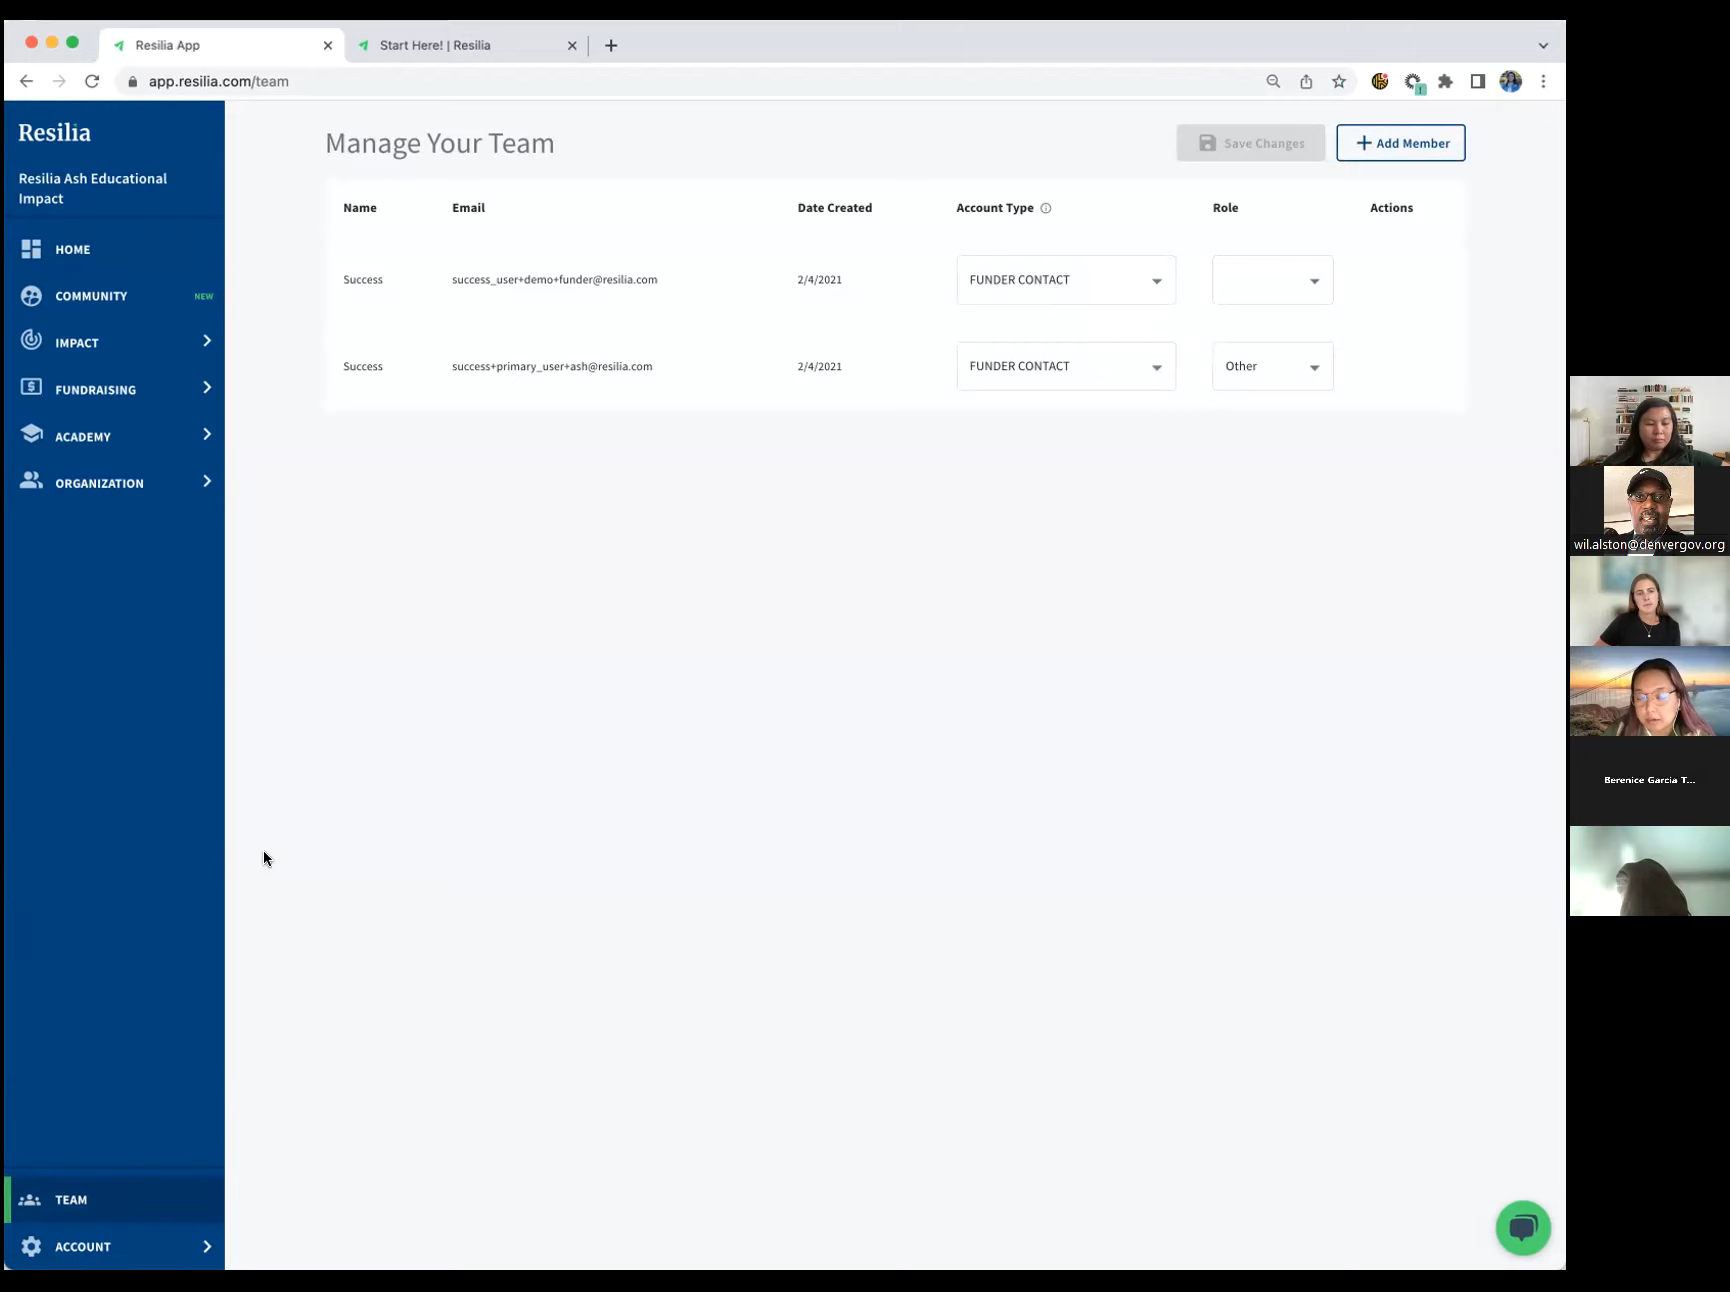 Resilia App
Start Here! | Resilia
app.resilia.com/team
1
Resilia
Resilia Ash Educational
Impact
HOME
COMMUNITY NEW
IMPACT
FUNDRAISING
ACADEMY
ORGANIZATION
TEAM
ACCOUNT
Manage Your Team
Save Changes
Add Member
Name Email Date Created Account Type Role Actions
Success success_user+demo+funder@resilia.com 2/4/2021 FUNDER CONTACT
Success success+primary_user+ash@resilia.com 2/4/2021 FUNDER CONTACT Other
wil.alston@denvergov.org
Berenice Garcia T...